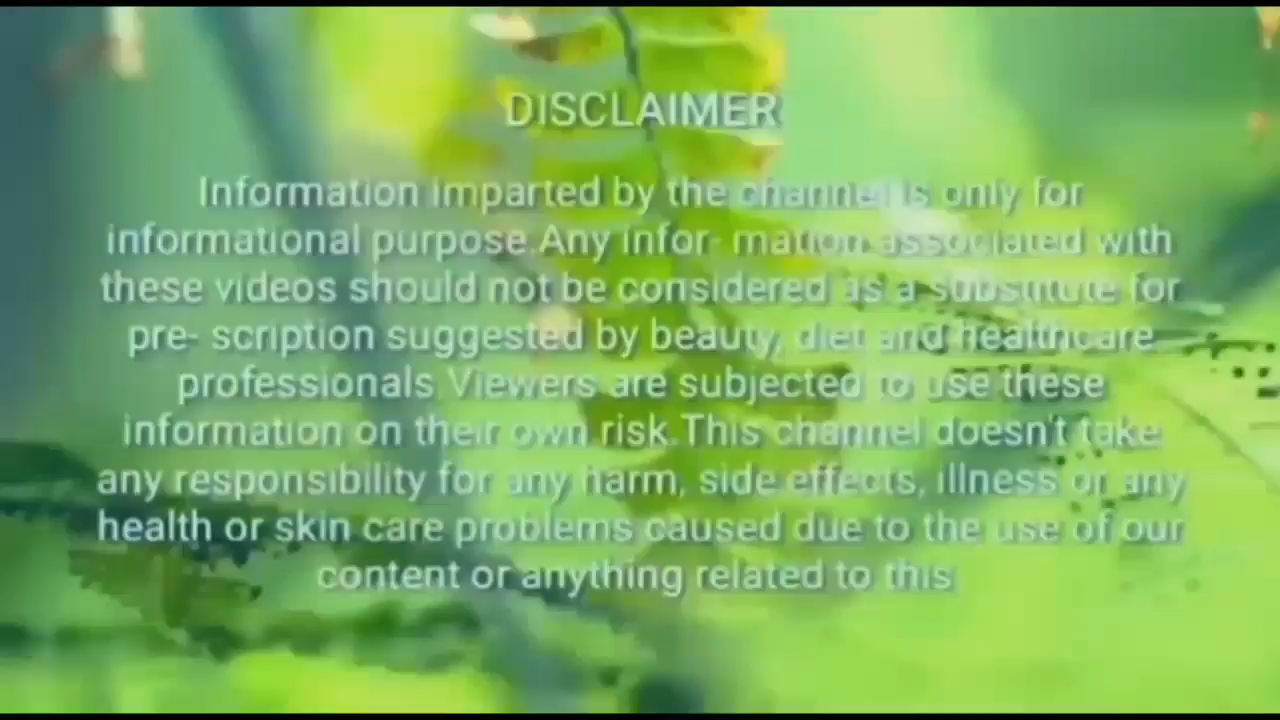 DISCLAIMER
Information imparted by the channel is only for
informational purpose.Any infor- mation associated with
these videos should not be considered as a substitute for
pre- scription suggested by beauty, diet and healthcare
professionals.Viewers are subjected to use these
information on their own risk.This channel doesn't take
any responsibility for any harm, side effects, illness or any
health or skin care problems caused due to the use of our
content or anything related to this